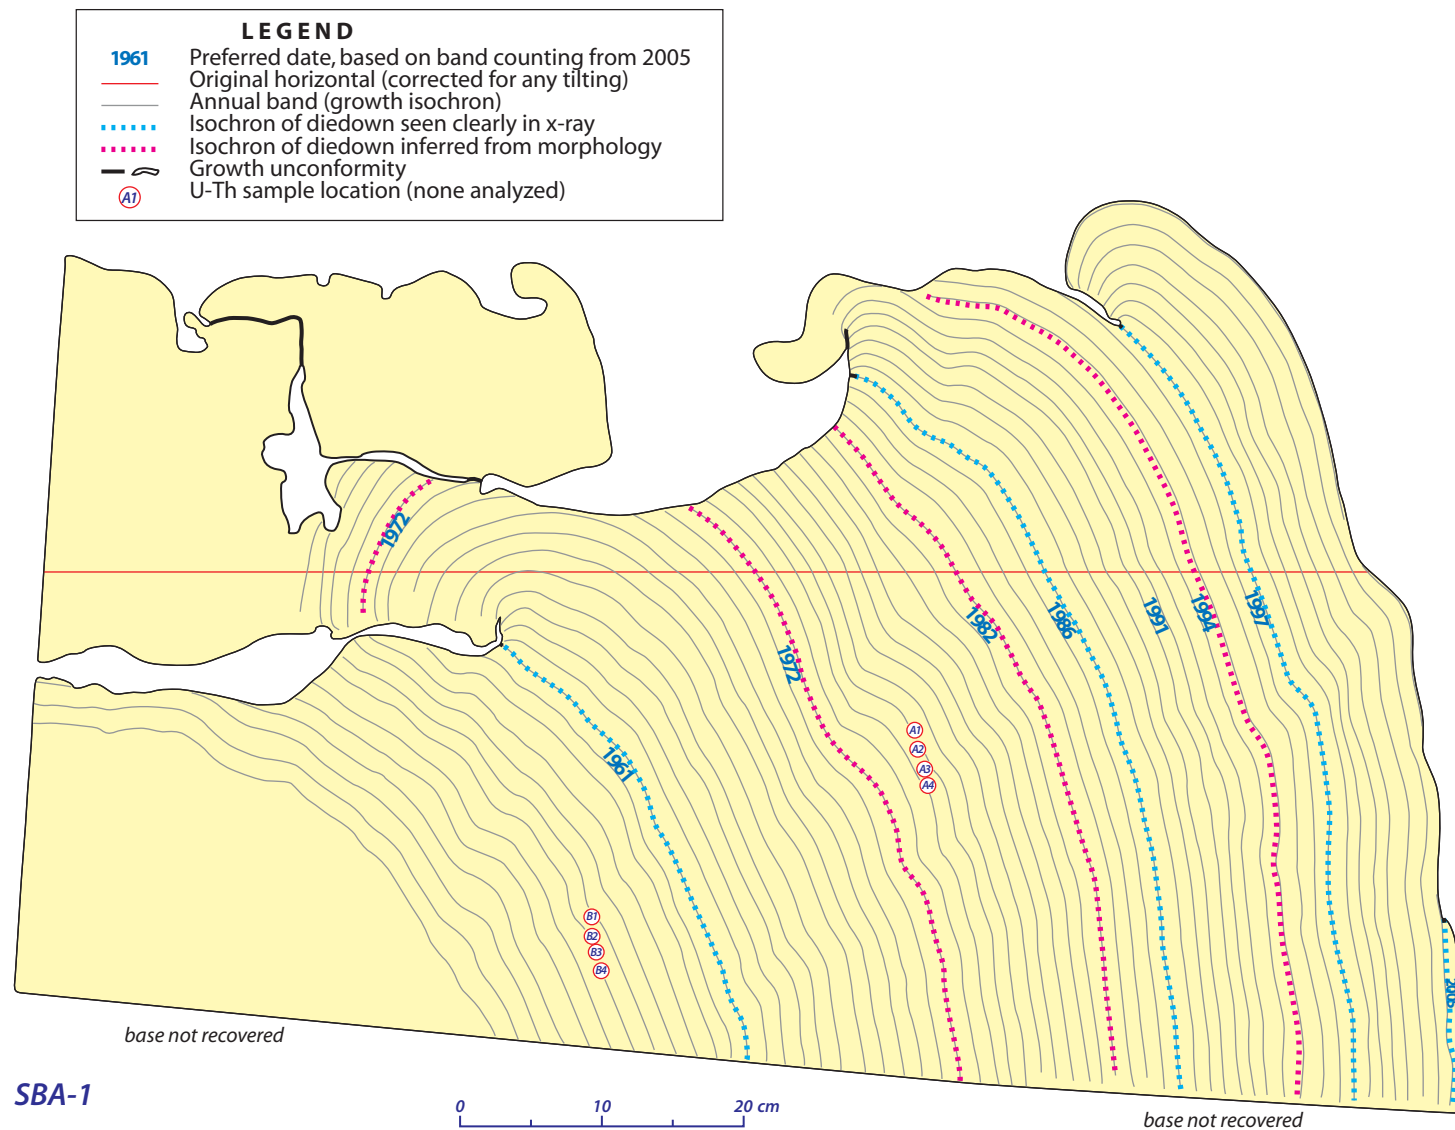 LEGEND
1961 Preferred date, based on band counting from 2005
Original horizontal (corrected for any tilting)
Annual band (growth isochron)
Isochron of diedown seen clearly in x-ray
Isochron of diedown inferred from morphology
Growth unconformity
A1 U-Th sample location (none analyzed)
1972
1961
1972
1982
1986
1991
1994
1997
A1
A2
A3
A4
B1
B2
B3
B4
base not recovered
SBA-1
0 10 20 cm
base not recovered